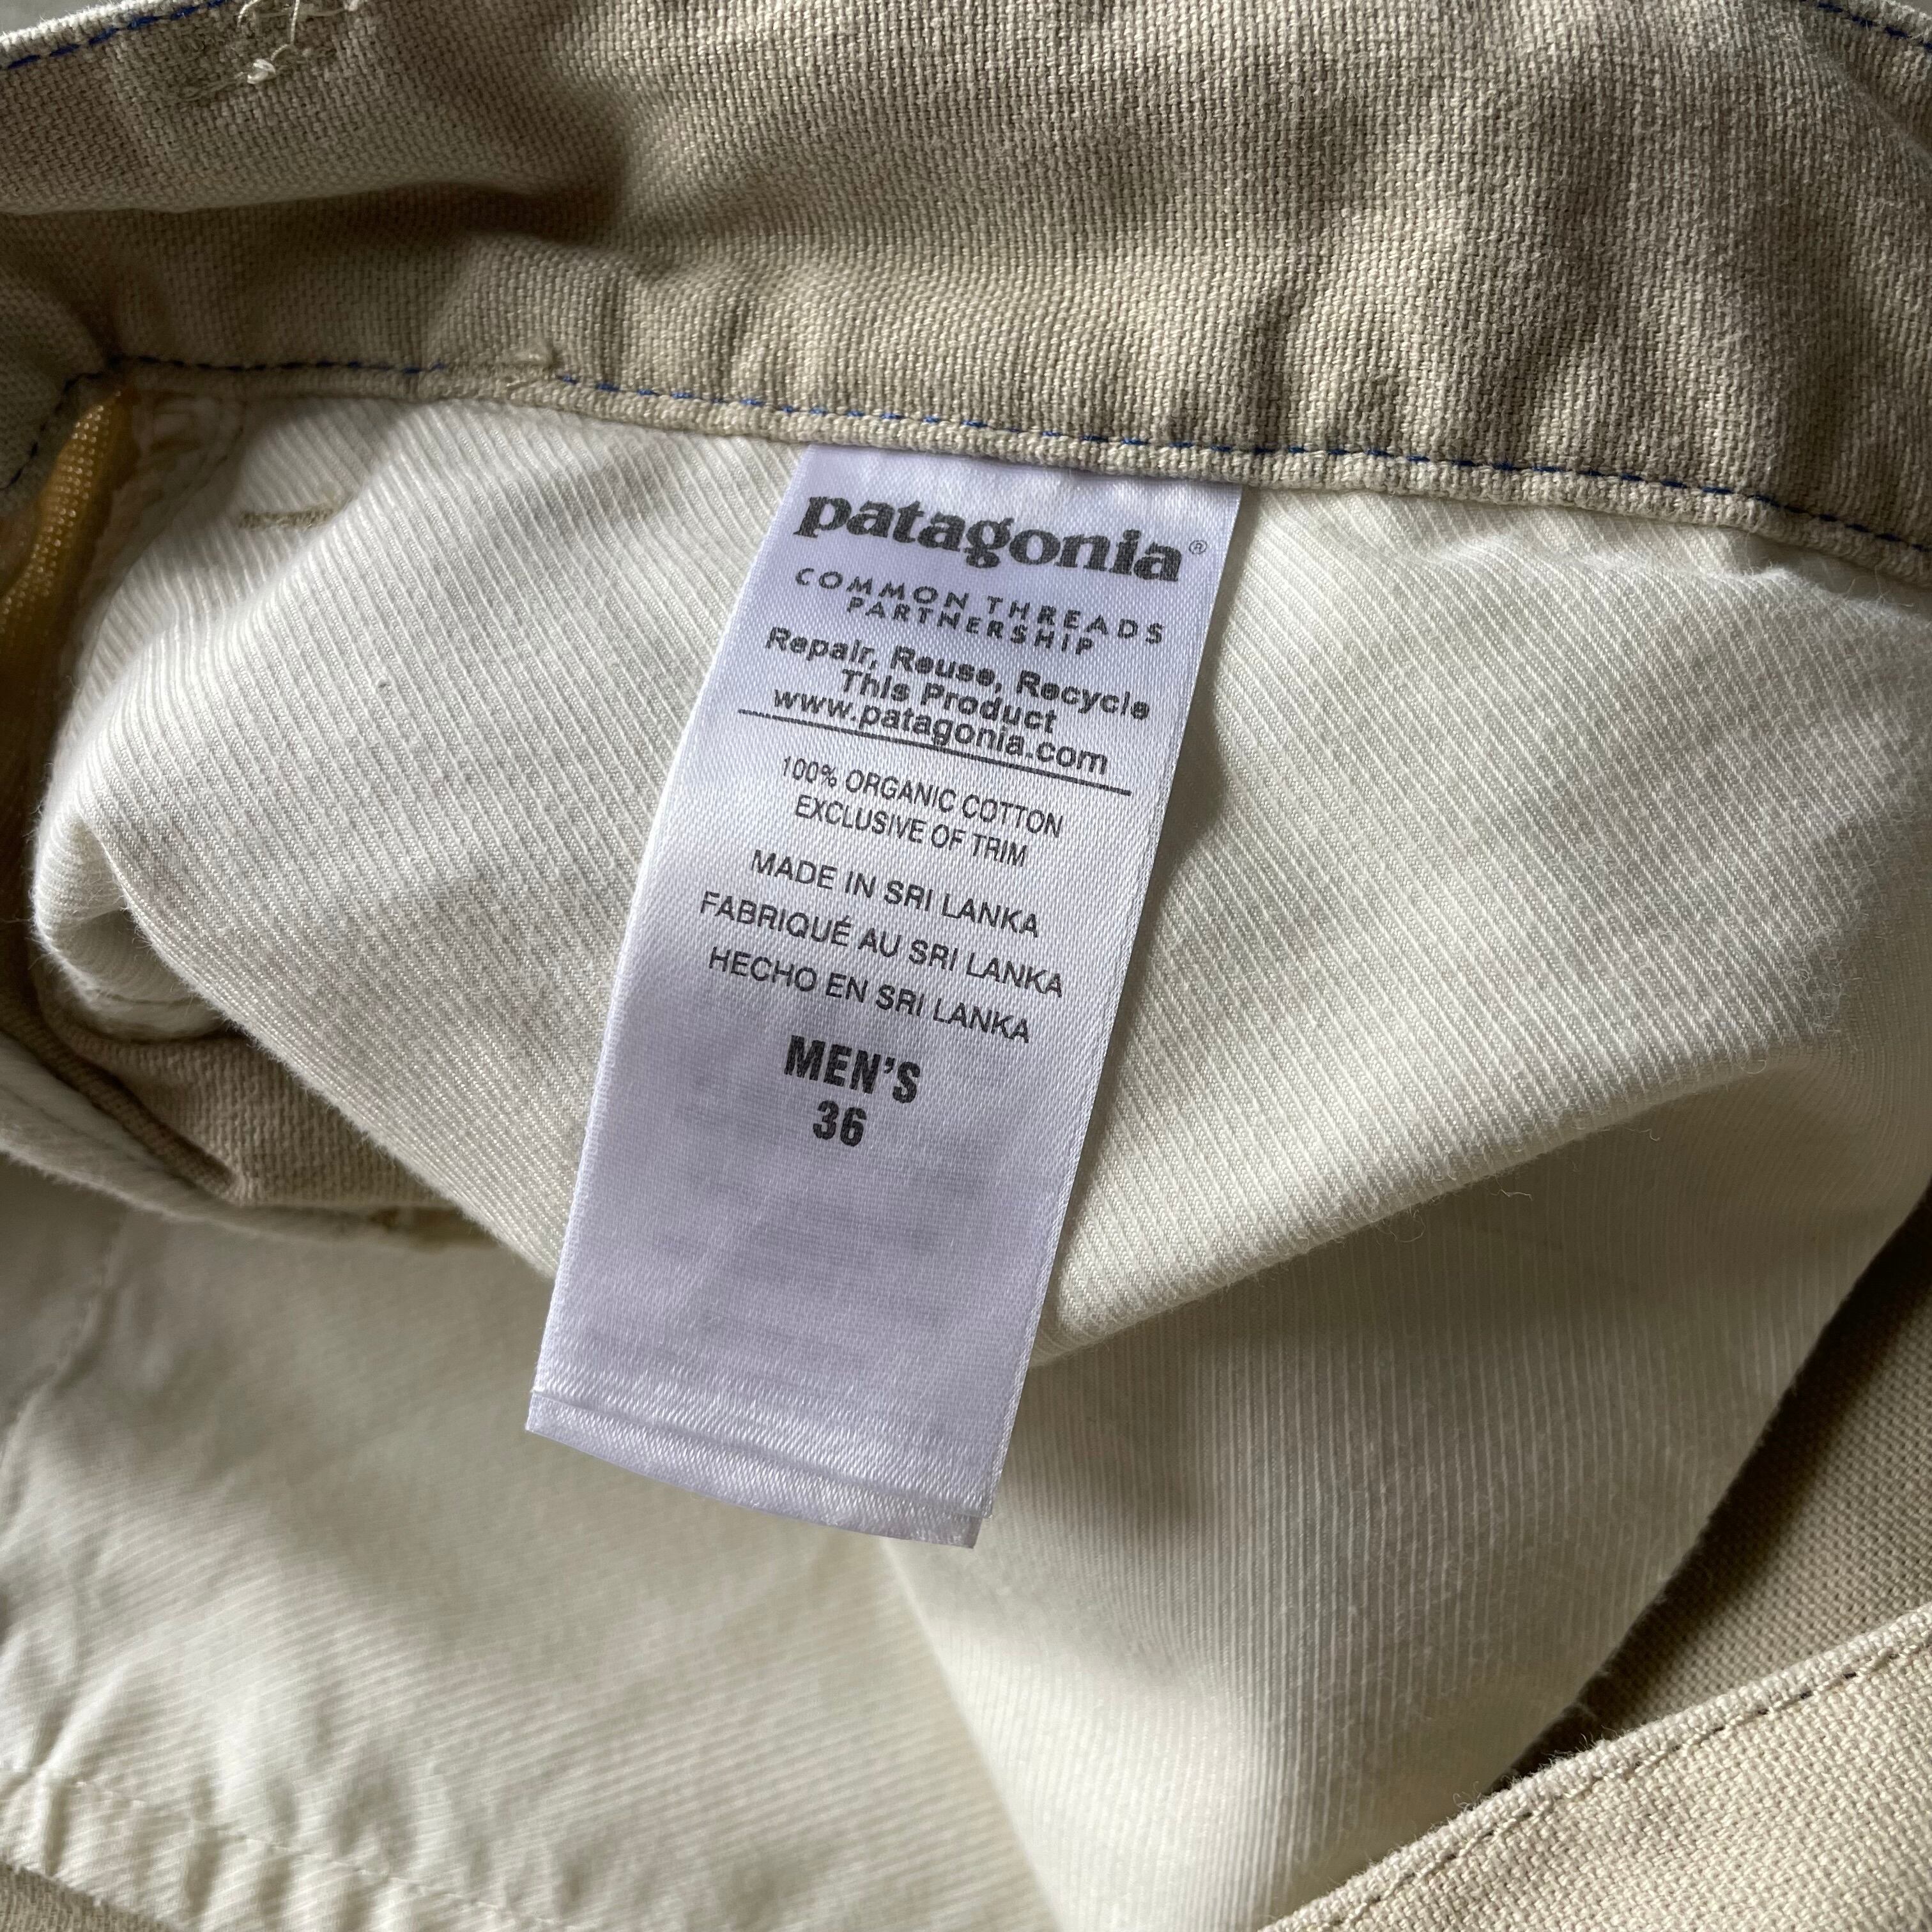 patagonia®
COMMON THREADS
PARTNERSHIP
Repair, Reuse, Recycle
This Product
www.patagonia.com
100% ORGANIC COTTON
EXCLUSIVE OF TRIM
MADE IN SRI LANKA
FABRIQUÉ AU SRI LANKA
HECHO EN SRI LANKA
MEN'S
36